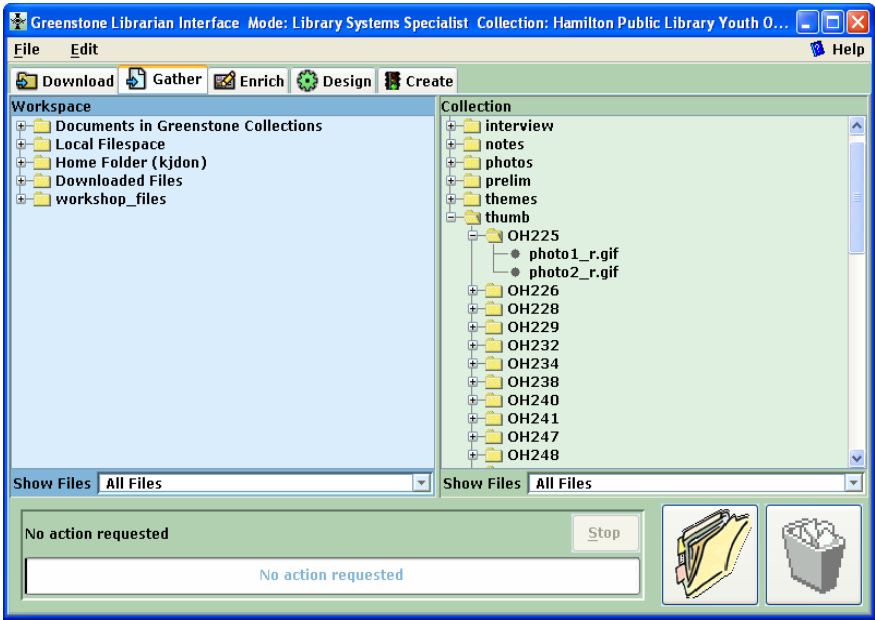 Greenstone Librarian Interface Mode: Library Systems Specialist Collection: Hamilton Public Library Youth O...
File Edit Help
Download Gather Enrich Design Create
Workspace
Documents in Greenstone Collections
Local Filespace
Home Folder (kjdon)
Downloaded Files
workshop_files
Show Files All Files
Collection
interview
notes
photos
prelim
themes
thumb
OH225
photo1_r.gif
photo2_r.gif
OH226
OH228
OH229
OH232
OH234
OH238
OH240
OH241
OH247
OH248
Show Files All Files
No action requested Stop
No action requested